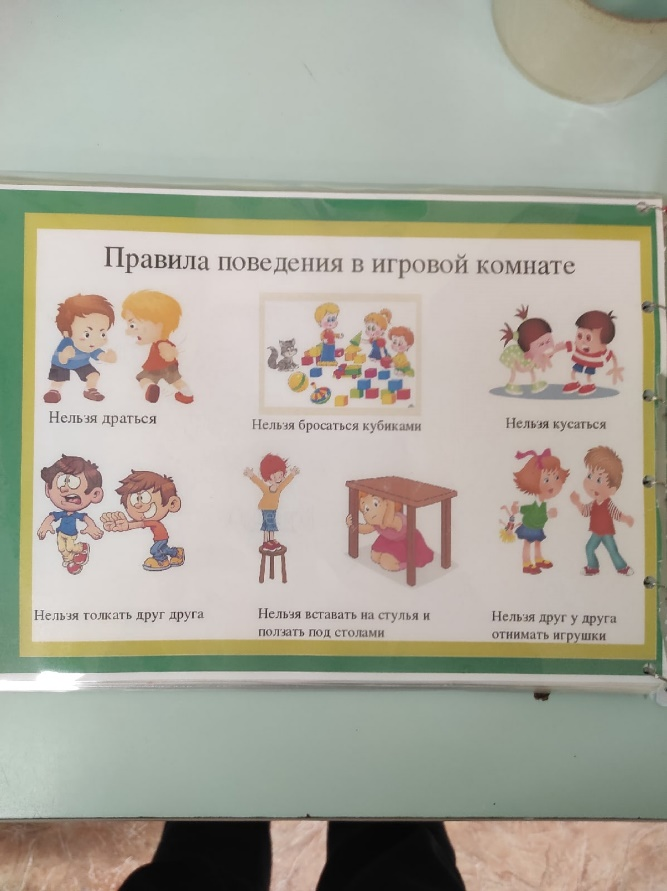 Правила поведения в игровой комнате
Нельзя драться
Нельзя бросаться кубиками
Нельзя кусаться
Нельзя толкать друг друга
Нельзя вставать на стулья и
ползать под столами
Нельзя друг у друга
отнимать игрушки